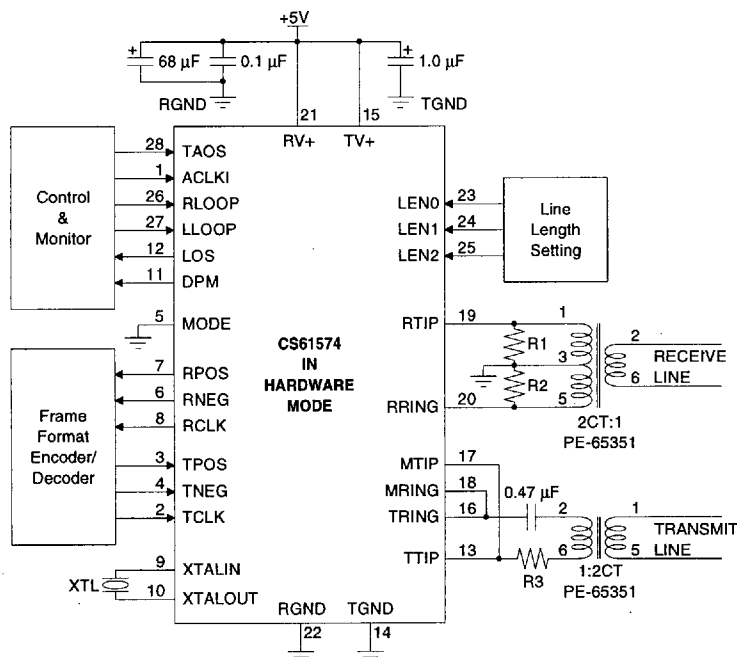 +5V
+ 68 µF 0.1 µF + 1.0 µF
RGND TGND
21 15
RV+ TV+
Control
&
Monitor
28 TAOS
1 ACLKI
26 RLOOP
27 LLOOP
12 LOS
11 DPM
5 MODE
Frame
Format
Encoder/
Decoder
7 RPOS
6 RNEG
8 RCLK
3 TPOS
4 TNEG
2 TCLK
XTL
9 XTALIN
10 XTALOUT
CS61574
IN
HARDWARE
MODE
LEN0 23
LEN1 24
LEN2 25
Line
Length
Setting
RTIP 19
RRING 20
R1
R2
1
3
5
2
6
RECEIVE
LINE
2CT:1
PE-65351
MTIP 17
MRING 18
TRING 16
TTIP 13
0.47 µF
R3
2
6
1
5
TRANSMIT
LINE
1:2CT
PE-65351
RGND TGND
22 14